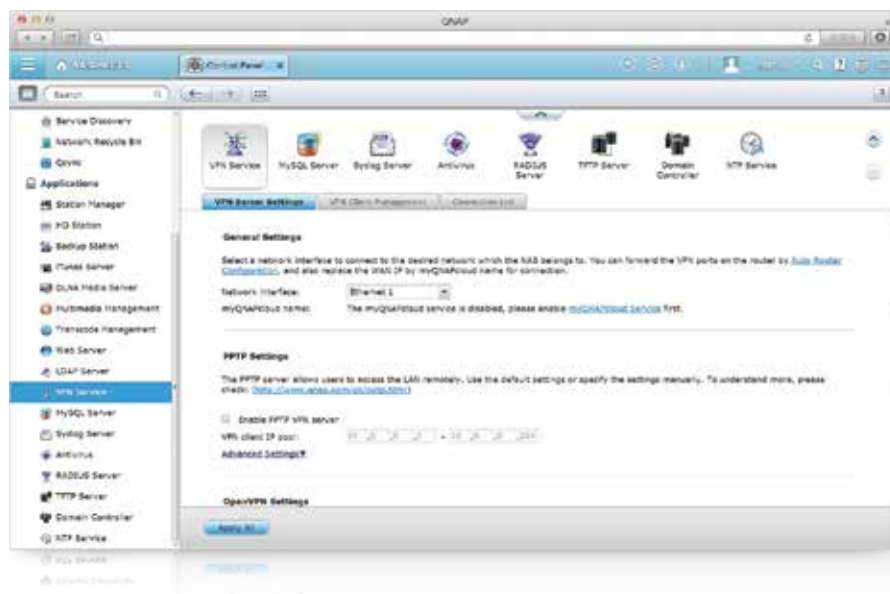 QNAP
Control Panel
Search
Service Discovery
Network Recycle Bin
Qsync
Applications
Station Manager
HD Station
Backup Station
iTunes Server
DLNA Media Server
Multimedia Management
Transcode Management
Web Server
LDAP Server
VPN Service
MySQL Server
Syslog Server
Antivirus
RADIUS Server
TFTP Server
Domain Controller
NTP Service
VPN Service
MySQL Server
Syslog Server
Antivirus
RADIUS Server
TFTP Server
Domain Controller
NTP Service
VPN Server Settings
VPN Client Management
Connection List
General Settings
Select a network interface to connect to the desired network which the NAS belongs to. You can forward the VPN ports on the router by Auto Router
Configuration, and also replace the WAN IP by myQNAPcloud name for connection.
Network Interface: Ethernet 1
myQNAPcloud name: The myQNAPcloud service is disabled, please enable myQNAPcloud Service first.
PPTP Settings
The PPTP server allows users to access the LAN remotely. Use the default settings or specify the settings manually. To understand more, please
check:
Enable PPTP VPN server
VPN client IP pool:
Advanced Settings
OpenVPN Settings
Apply All